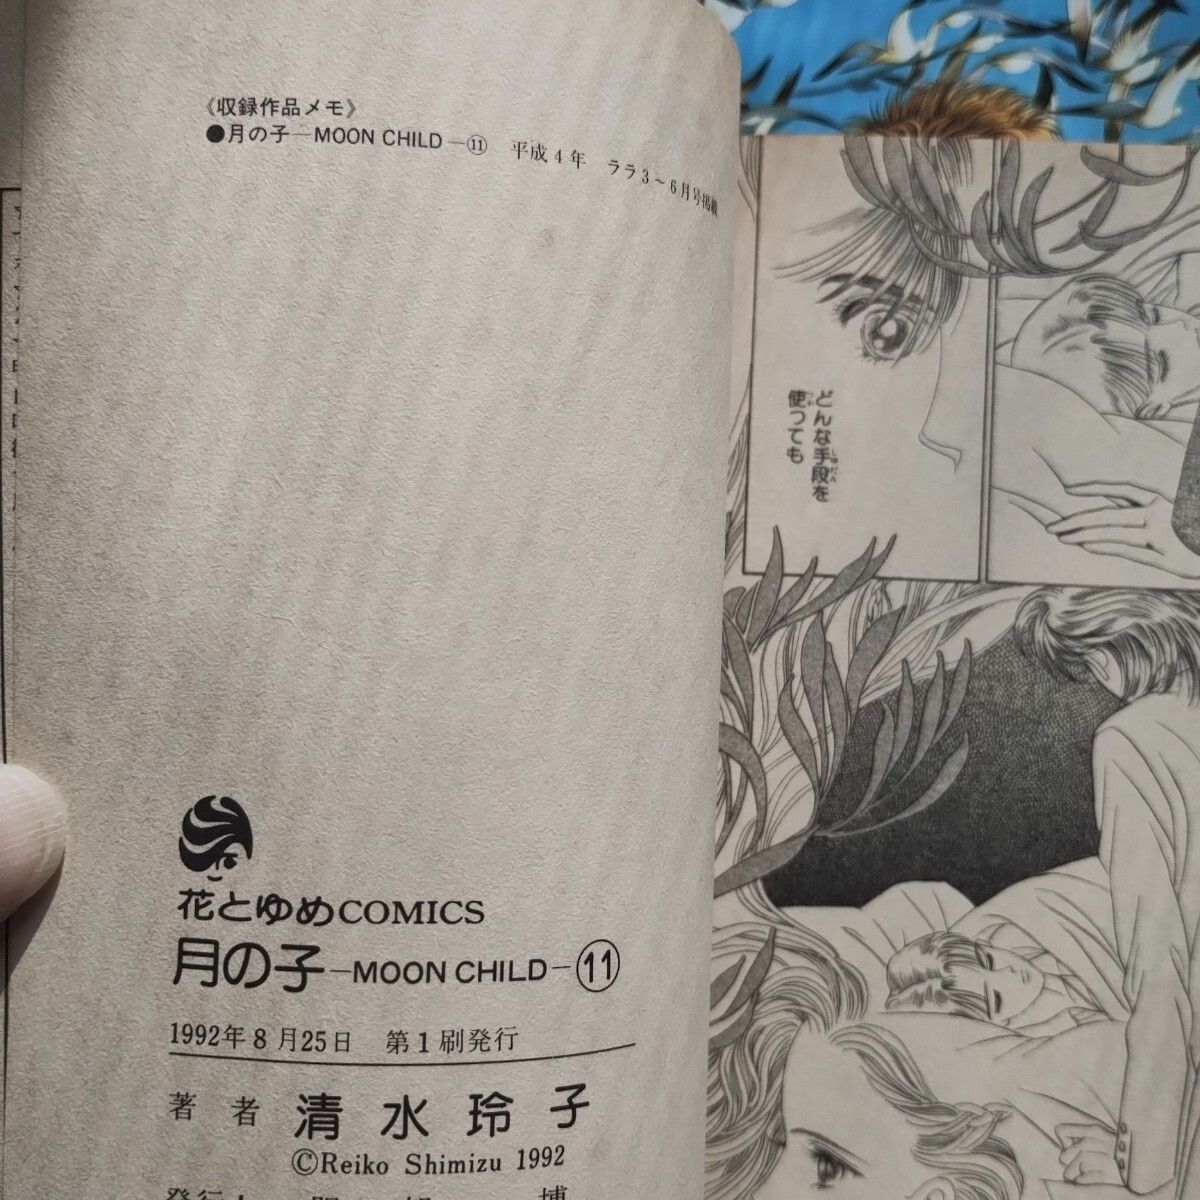 《収録作品メモ》
●月の子―MOON CHILD―⑪ 平成4年 ララ3~6月号掲載
花とゆめCOMICS
月の子―MOON CHILD―⑪
1992年8月25日 第1刷発行
著者 清水玲子
©Reiko Shimizu 1992
どんな手段を
使っても